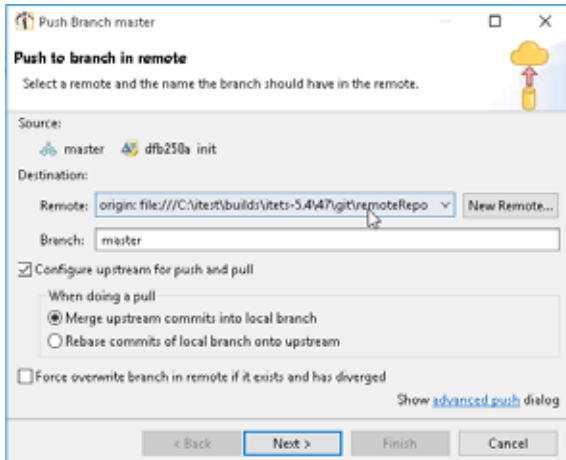 Push Branch master
Push to branch in remote
Select a remote and the name the branch should have in the remote.
Source:
master dfb258a init
Destination:
Remote: origin: file:///C:\itest\builds\itets-5.4\47\git\remoteRepo New Remote...
Branch: master
Configure upstream for push and pull
When doing a pull
Merge upstream commits into local branch
Rebase commits of local branch onto upstream
Force overwrite branch in remote if it exists and has diverged
Show advanced push dialog
< Back Next > Finish Cancel